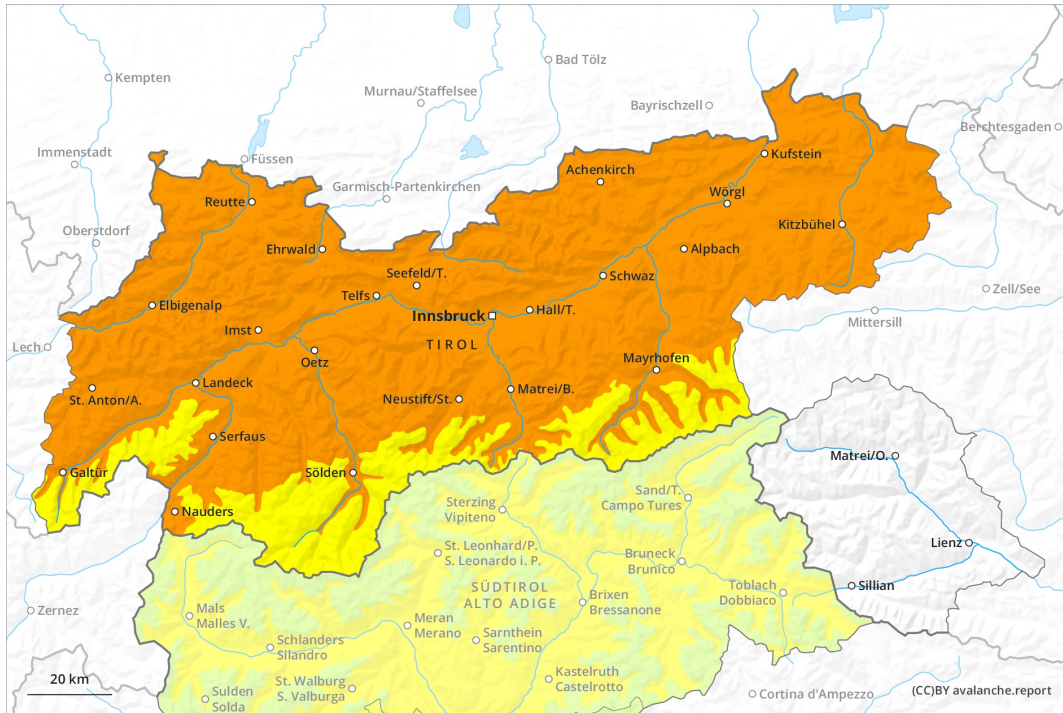 Kempten
Bad Tölz
Murnau/Staffelsee
Bayrischzell
Berchtesgaden
Immenstadt
Füssen
Garmisch-Partenkirchen
Achenkirch
Kufstein
Reutte
Wörgl
Oberstdorf
Kitzbühel
Ehrwald
Alpbach
Seefeld/T.
Schwaz
Zell/See
Telfs
Elbigenalp
Innsbruck
Hall/T.
Mittersill
Imst
TIROL
Lech
Oetz
Mayrhofen
Landeck
St. Anton/A.
Neustift/St.
Matrei/B.
Serfaus
Matrei/O.
Galtür
Sölden
Sterzing
Vipiteno
Sand/T.
Campo Tures
Nauders
Lienz
St. Leonhard/P.
S. Leonardo i. P.
Bruneck
Brunico
Sillian
SÜDTIROL
ALTO ADIGE
Toblach
Dobbiaco
Brixen
Bressanone
Zernez
Mals
Malles V.
Meran
Merano
Schlanders
Silandro
Sarnthein
Sarentino
20 km
St. Walburg
S. Valburga
Kastelruth
Castelrotto
Sulden
Solda
Cortina d'Ampezzo
(CC)BY avalanche.report